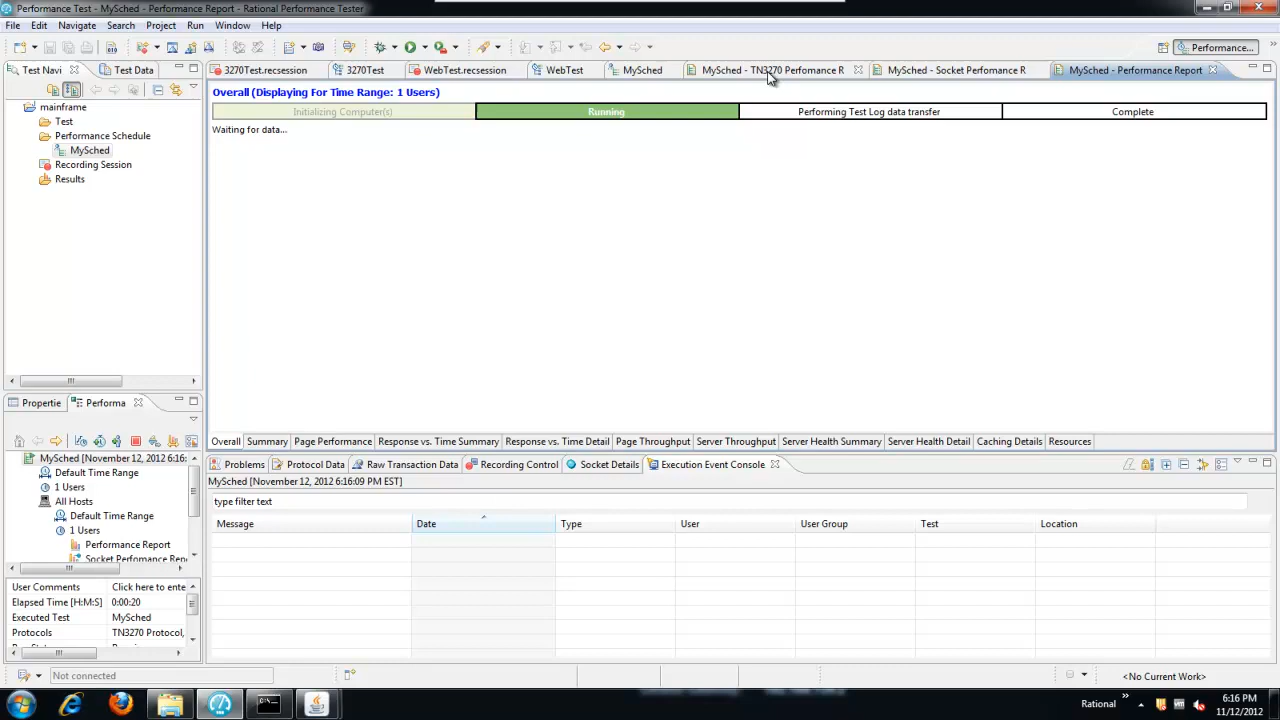 Performance Test - MySched - Performance Report - Rational Performance Tester
File Edit Navigate Search Project Run Window Help
Performance...
Test Navi Test Data
3270Test.recsession 3270Test WebTest.recsession WebTest MySched MySched - TN3270 Perfomance R MySched - Socket Perfomance R MySched - Performance Report
mainframe
Test
Performance Schedule
MySched
Recording Session
Results
Overall (Displaying For Time Range: 1 Users)
Initializing Computer(s) Running Performing Test Log data transfer Complete
Waiting for data...
Overall Summary Page Performance Response vs. Time Summary Response vs. Time Detail Page Throughput Server Throughput Server Health Summary Server Health Detail Caching Details Resources
Propertie Performa
MySched [November 12, 2012 6:16:
Default Time Range
1 Users
All Hosts
Default Time Range
1 Users
Performance Report
Socket Perfomance Rep
User Comments Click here to ente
Elapsed Time [H:M:S] 0:00:20
Executed Test MySched
Protocols TN3270 Protocol,
Problems Protocol Data Raw Transaction Data Recording Control Socket Details Execution Event Console
MySched [November 12, 2012 6:16:09 PM EST]
type filter text
Message Date Type User User Group Test Location
Not connected
<No Current Work>
Rational
6:16 PM
11/12/2012